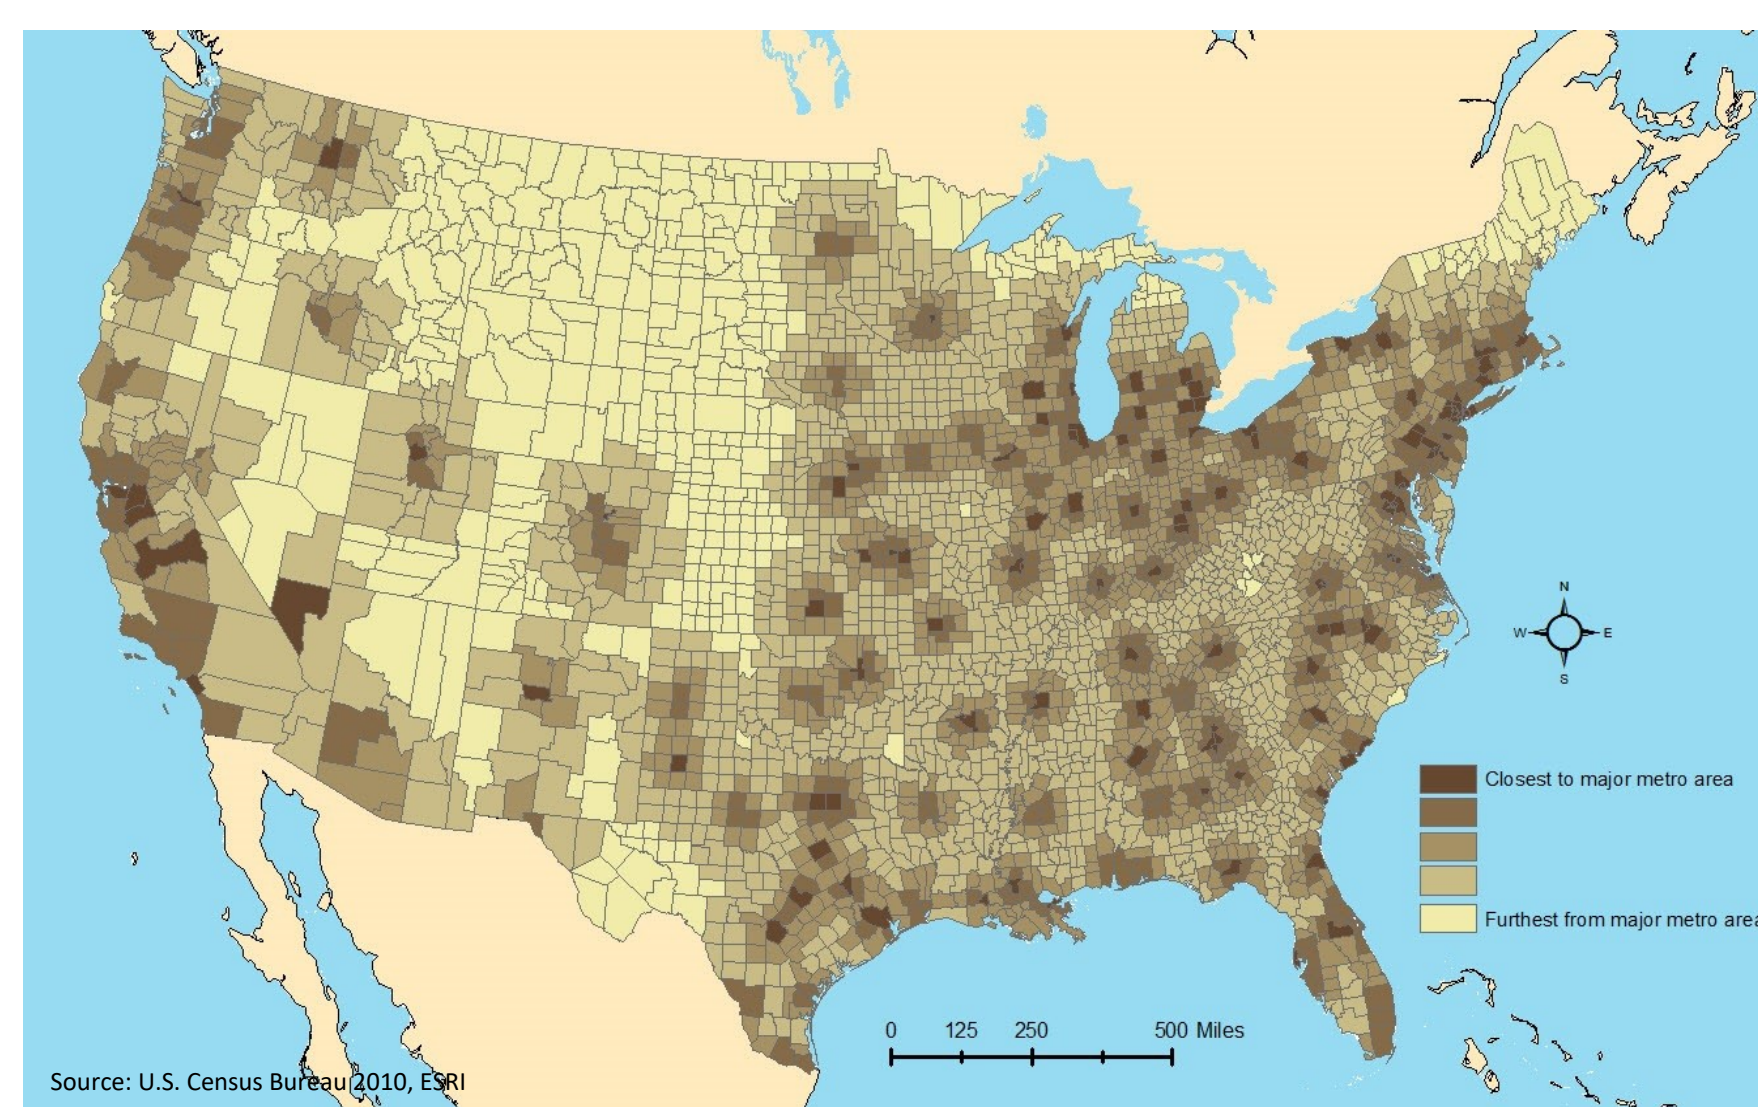 N
W E
S
Closest to major metro area
Furthest from major metro area
0 125 250 500 Miles
Source: U.S. Census Bureau 2010, ESRI